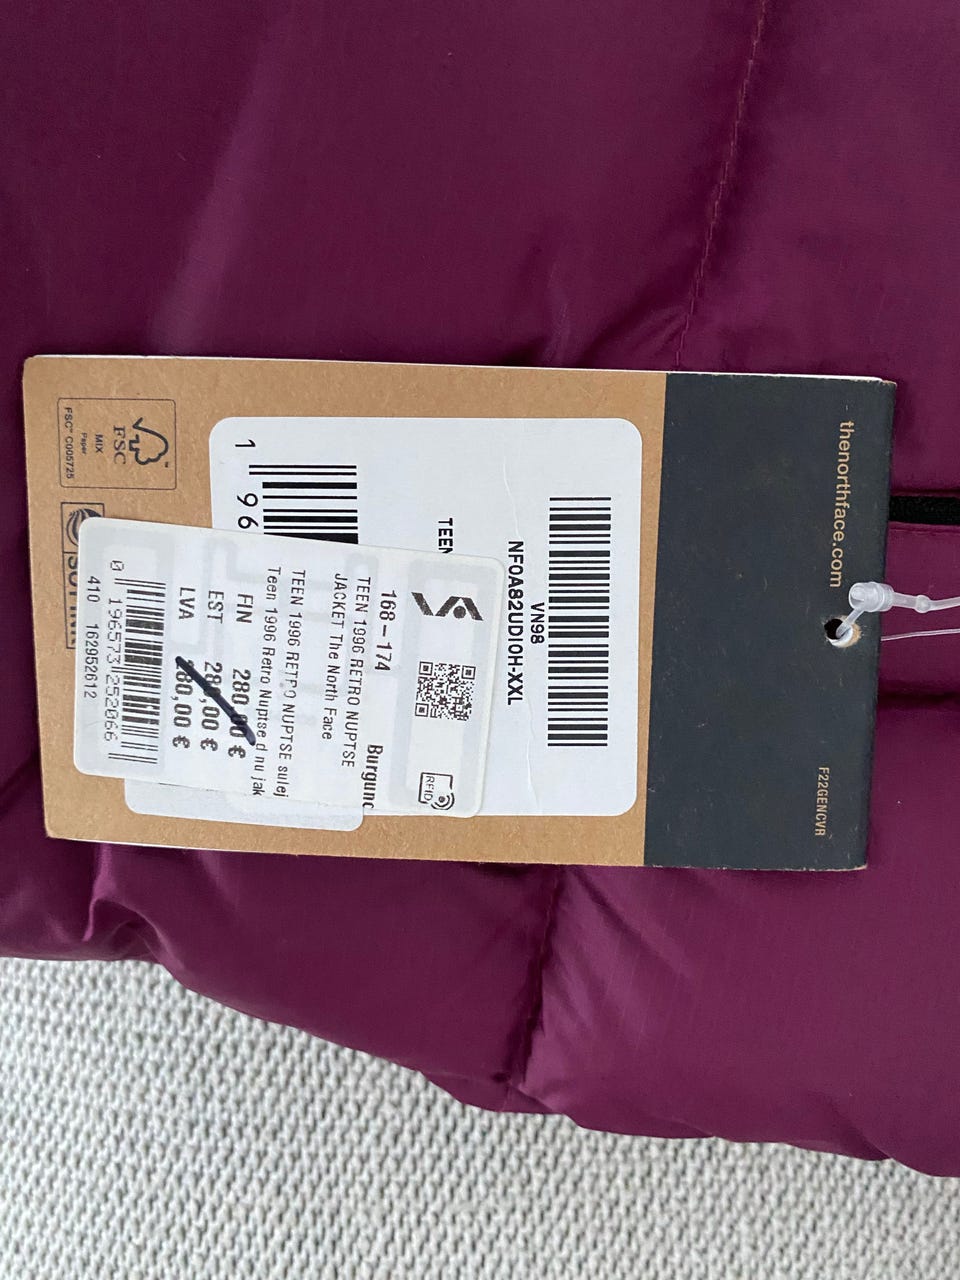 thenorthface.com
F22GENCVR
VN98
NF0A82UDI0H-XXL
TEEN
1 96
168-174
Burgund
TEEN 1996 RETRO NUPTSE
JACKET The North Face
TEEN 1996 RETRO NUPTSE sulej
Teen 1996 Retro Nuptse d nu jak
FIN 280,00 €
EST 280,00 €
LVA 280,00 €
0 196573 252066
410 162952612
RFID
FSC
MIX
Paper
FSC™ C005725